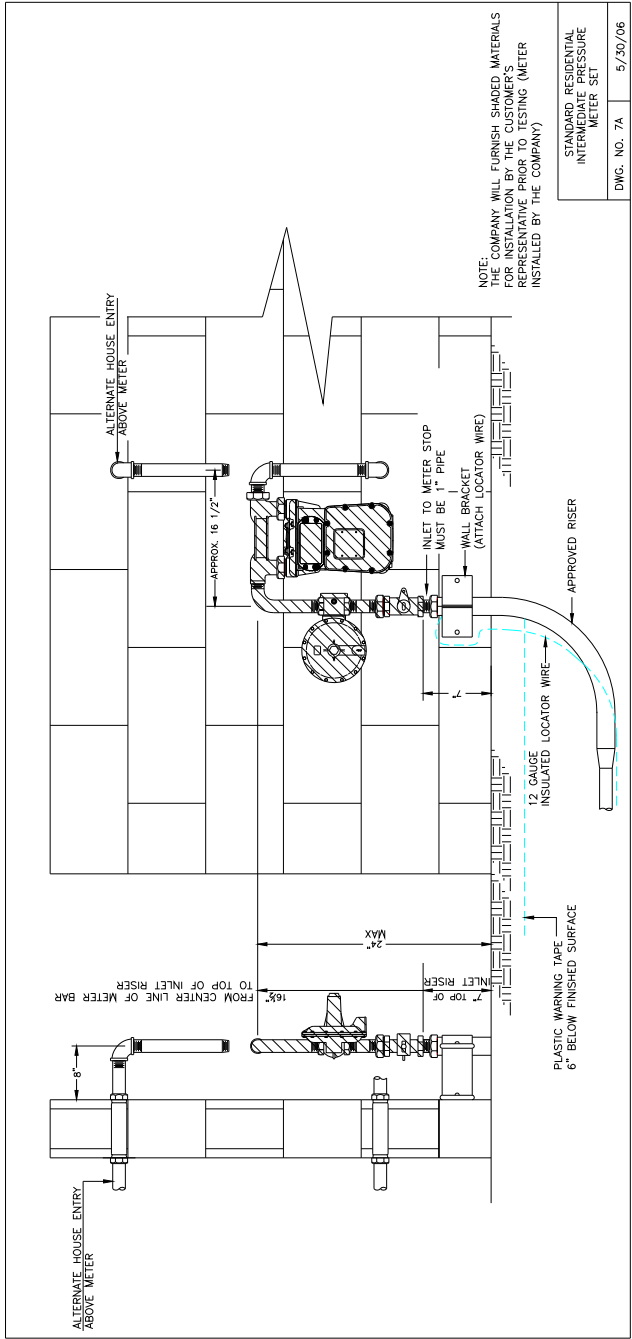 ALTERNATE HOUSE ENTRY
ABOVE METER
8"
16½"
FROM CENTER LINE OF METER BAR
TO TOP OF INLET RISER
24"
MAX
7" TOP OF
INLET RISER
PLASTIC WARNING TAPE
6" BELOW FINISHED SURFACE
ALTERNATE HOUSE ENTRY
ABOVE METER
APPROX. 16 1/2"
7"
INLET TO METER STOP
MUST BE 1" PIPE
WALL BRACKET
(ATTACH LOCATOR WIRE)
12 GAUGE
INSULATED LOCATOR WIRE
APPROVED RISER
NOTE:
THE COMPANY WILL FURNISH SHADED MATERIALS
FOR INSTALLATION BY THE CUSTOMER'S
REPRESENTATIVE PRIOR TO TESTING (METER
INSTALLED BY THE COMPANY)
STANDARD RESIDENTIAL
INTERMEDIATE PRESSURE
METER SET
DWG. NO. 7A
5/30/06